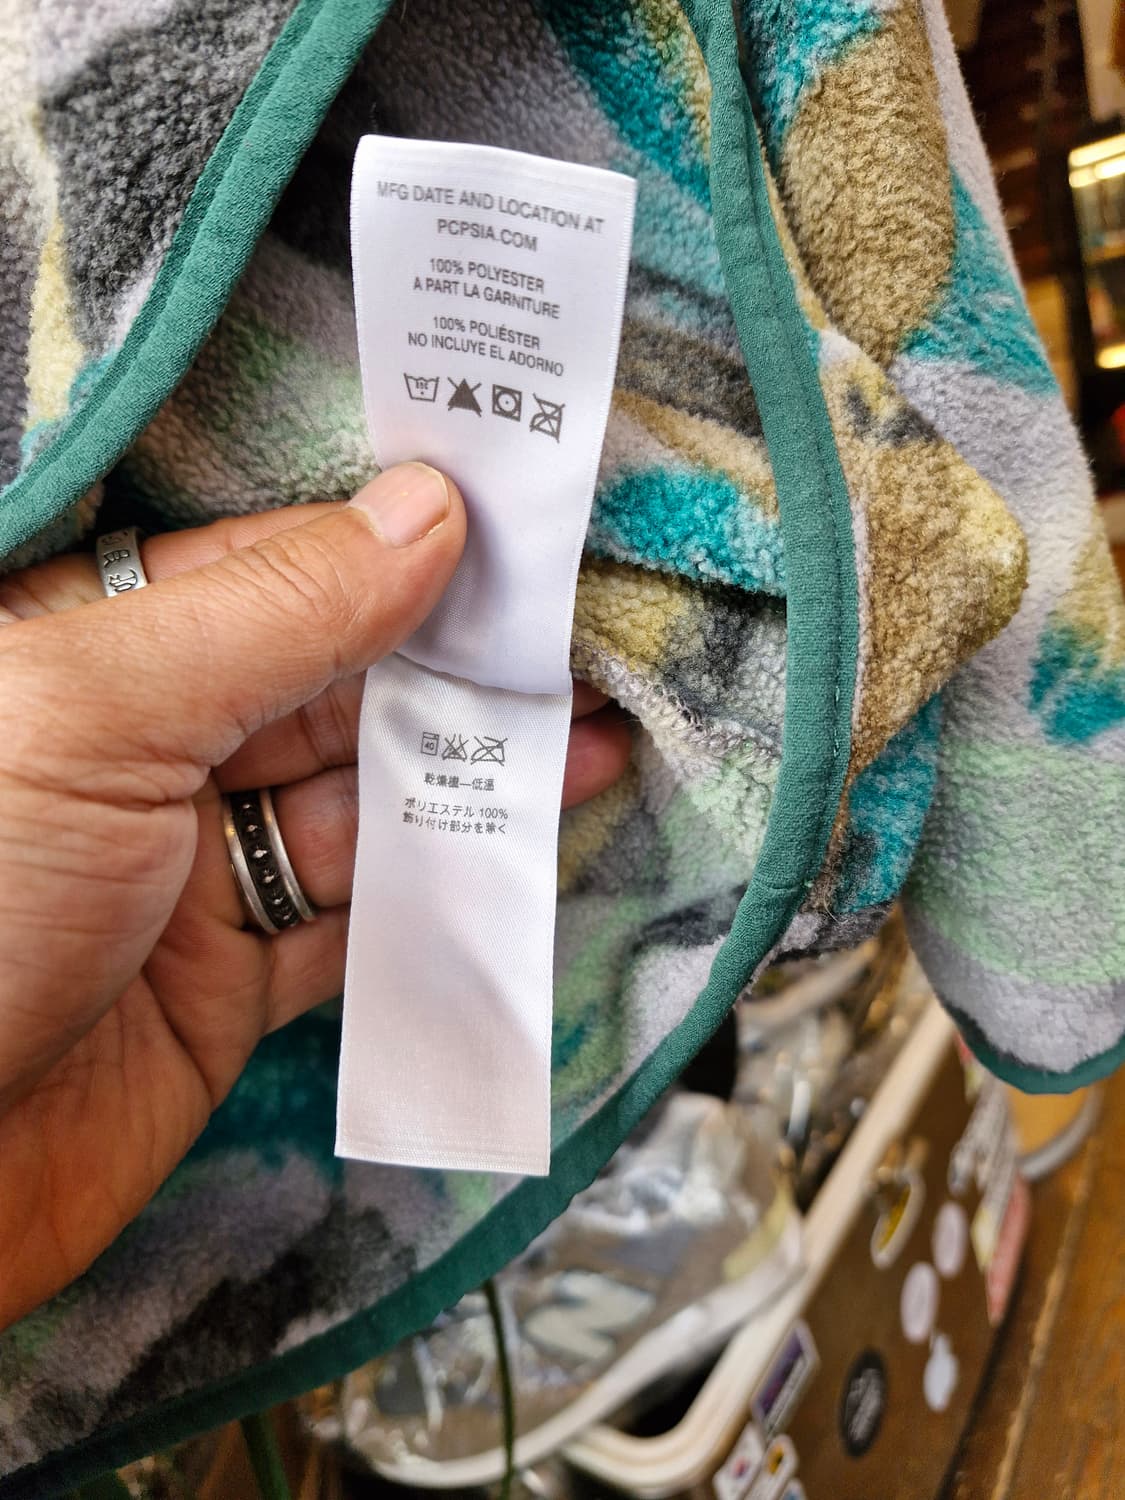 MFG DATE AND LOCATION AT
PCPSIA.COM
100% POLYESTER
A PART LA GARNITURE
100% POLIÉSTER
NO INCLUYE EL ADORNO
40
乾燥機—低温
ポリエステル 100%
飾り付け部分を除く
N